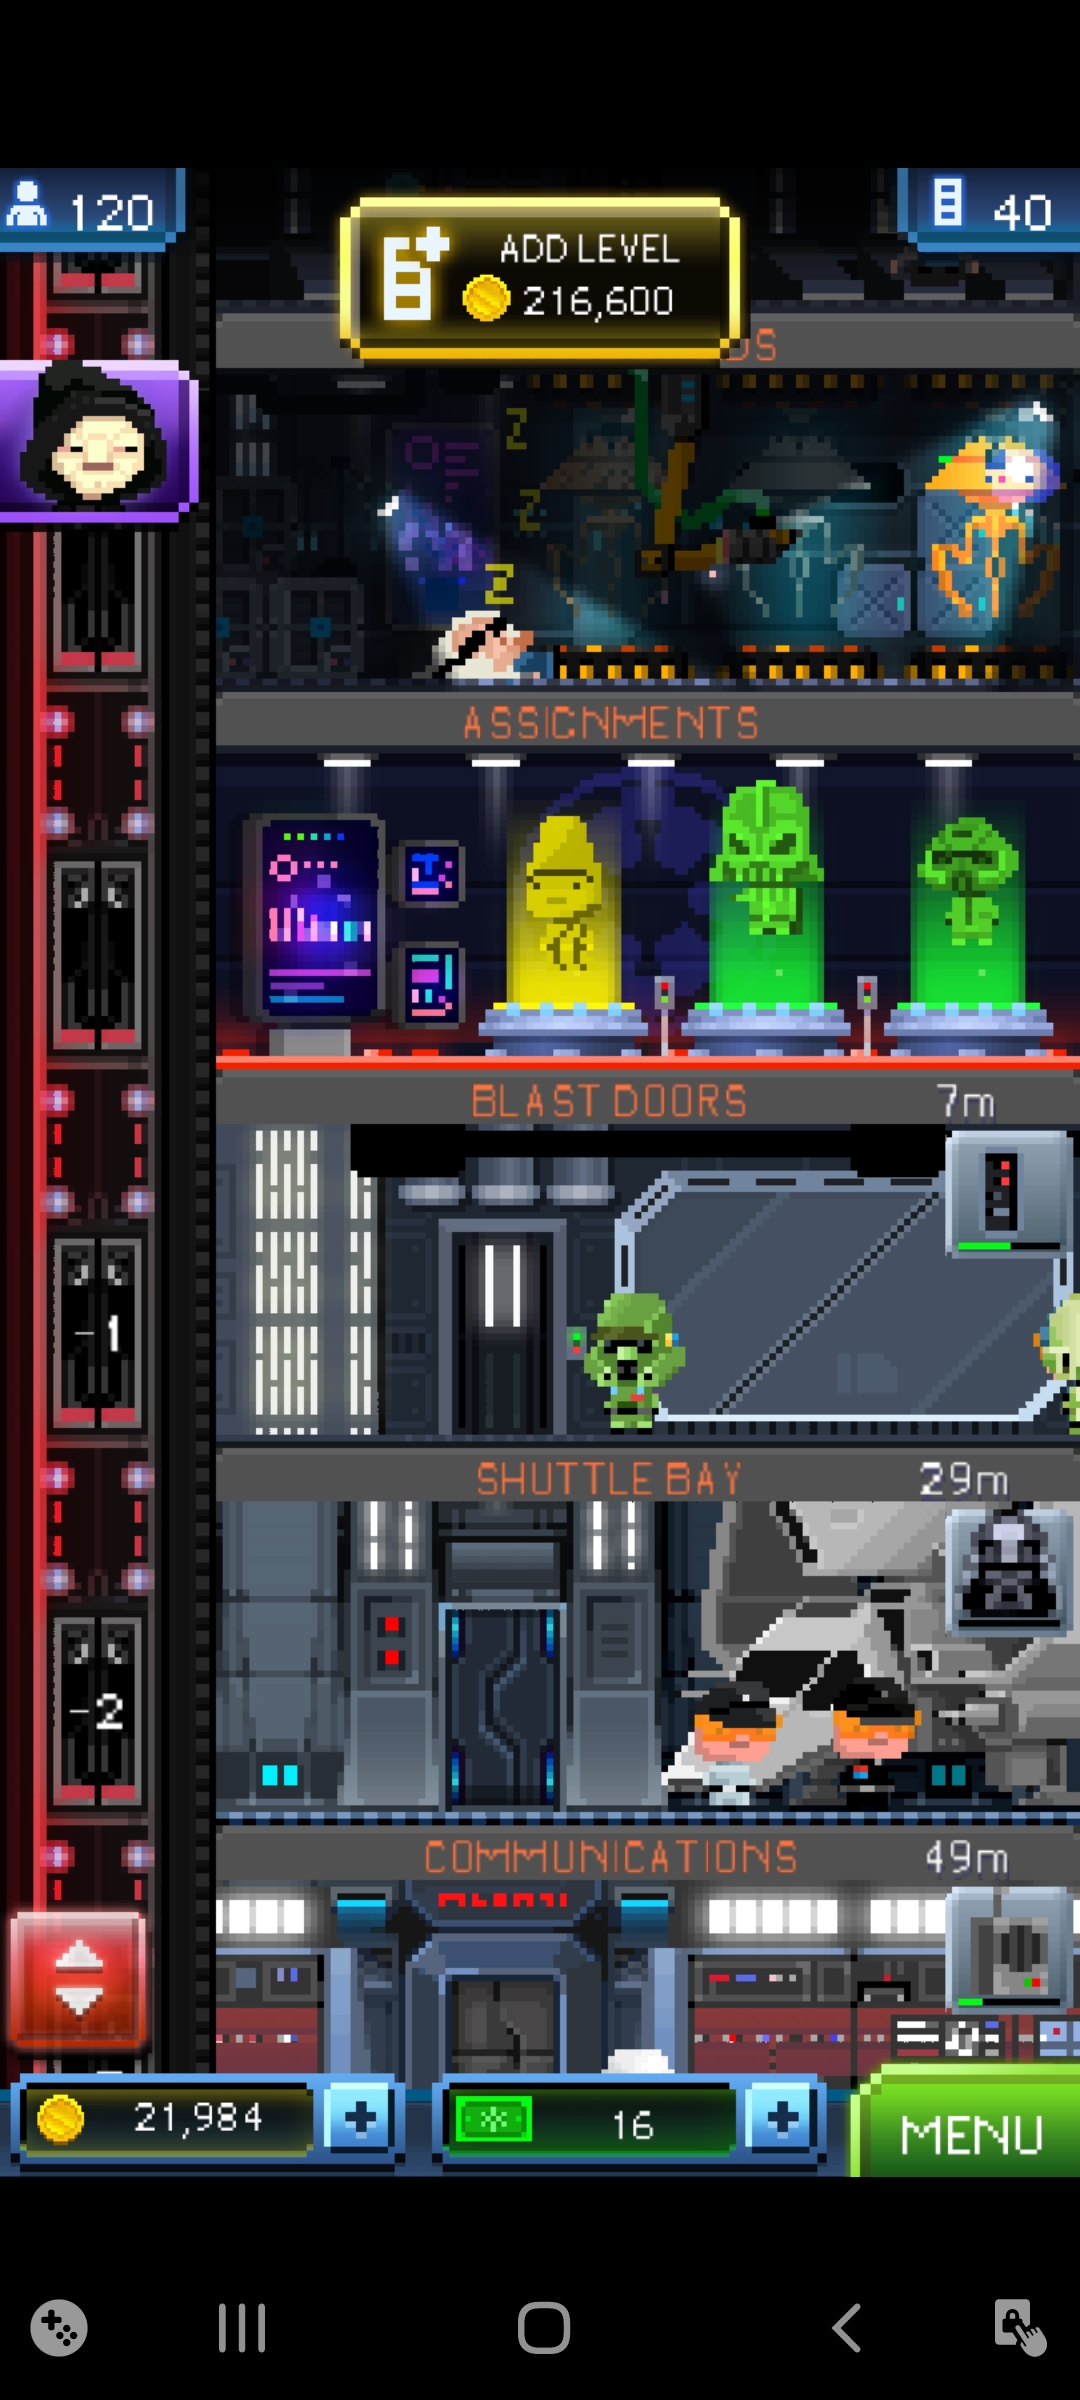 120
40
ADD LEVEL
216,600
Z
Z
Z
ASSIGNMENTS
BLAST DOORS
7m
-1
SHUTTLE BAY
29m
-2
COMMUNICATIONS
49m
21,984
16
MENU